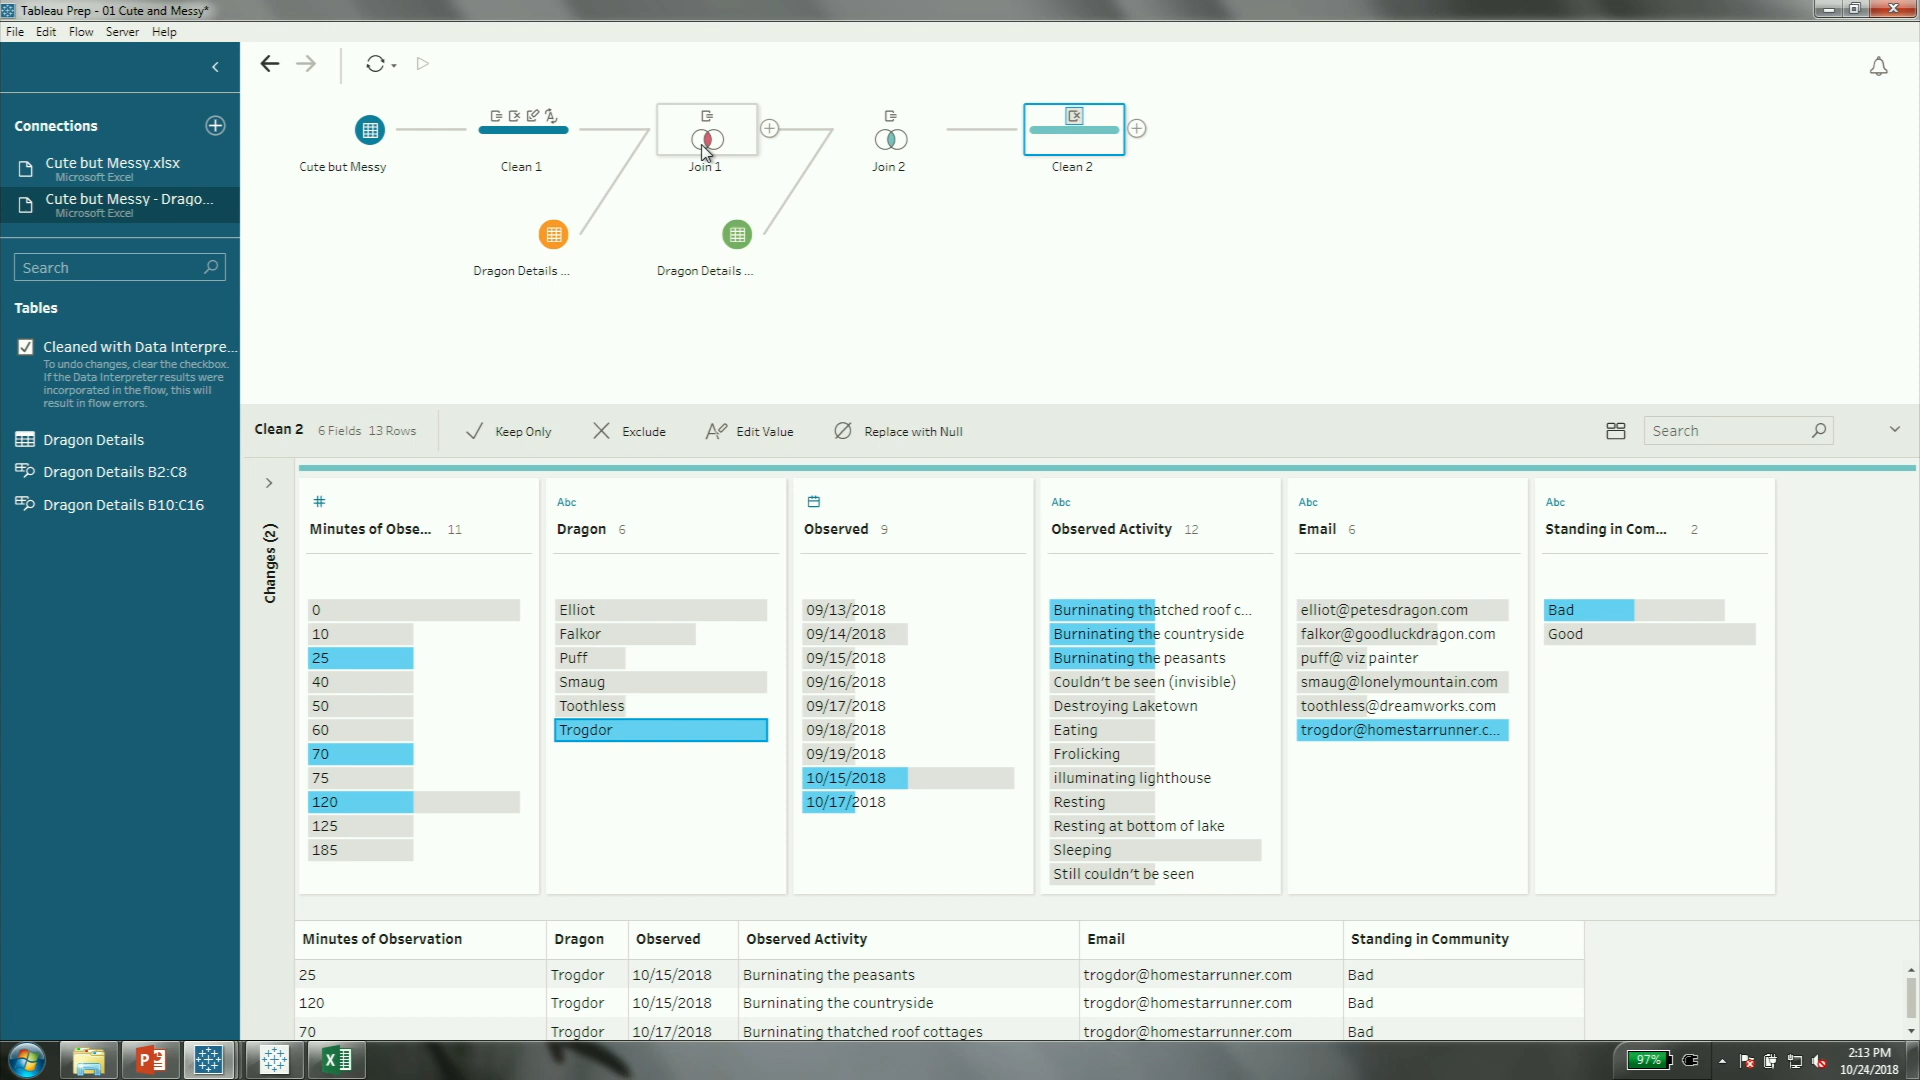 Tableau Prep - 01 Cute and Messy*
File Edit Flow Server Help
Connections
Cute but Messy.xlsx
Microsoft Excel
Cute but Messy - Drago...
Microsoft Excel
Search
Tables
Cleaned with Data Interpre...
To undo changes, clear the checkbox.
If the Data Interpreter results were
incorporated in the flow, this will
result in flow errors.
Dragon Details
Dragon Details B2:C8
Dragon Details B10:C16
Cute but Messy
Clean 1
Join 1
Join 2
Clean 2
Dragon Details ...
Dragon Details ...
Clean 2 6 Fields 13 Rows Keep Only Exclude Edit Value Replace with Null Search
Changes (2)
#
Minutes of Obse... 11
0
10
25
40
50
60
70
75
120
125
185
Abc
Dragon 6
Elliot
Falkor
Puff
Smaug
Toothless
Trogdor
Observed 9
09/13/2018
09/14/2018
09/15/2018
09/16/2018
09/17/2018
09/18/2018
09/19/2018
10/15/2018
10/17/2018
Abc
Observed Activity 12
Burninating thatched roof c...
Burninating the countryside
Burninating the peasants
Couldn't be seen (invisible)
Destroying Laketown
Eating
Frolicking
illuminating lighthouse
Resting
Resting at bottom of lake
Sleeping
Still couldn't be seen
Abc
Email 6
elliot@petesdragon.com
falkor@goodluckdragon.com
puff@ viz painter
smaug@lonelymountain.com
toothless@dreamworks.com
trogdor@homestarrunner.c...
Abc
Standing in Com... 2
Bad
Good
Minutes of Observation Dragon Observed Observed Activity Email Standing in Community
25 Trogdor 10/15/2018 Burninating the peasants trogdor@homestarrunner.com Bad
120 Trogdor 10/15/2018 Burninating the countryside trogdor@homestarrunner.com Bad
70 Trogdor 10/17/2018 Burninating thatched roof cottages trogdor@homestarrunner.com Bad
97%
2:13 PM
10/24/2018